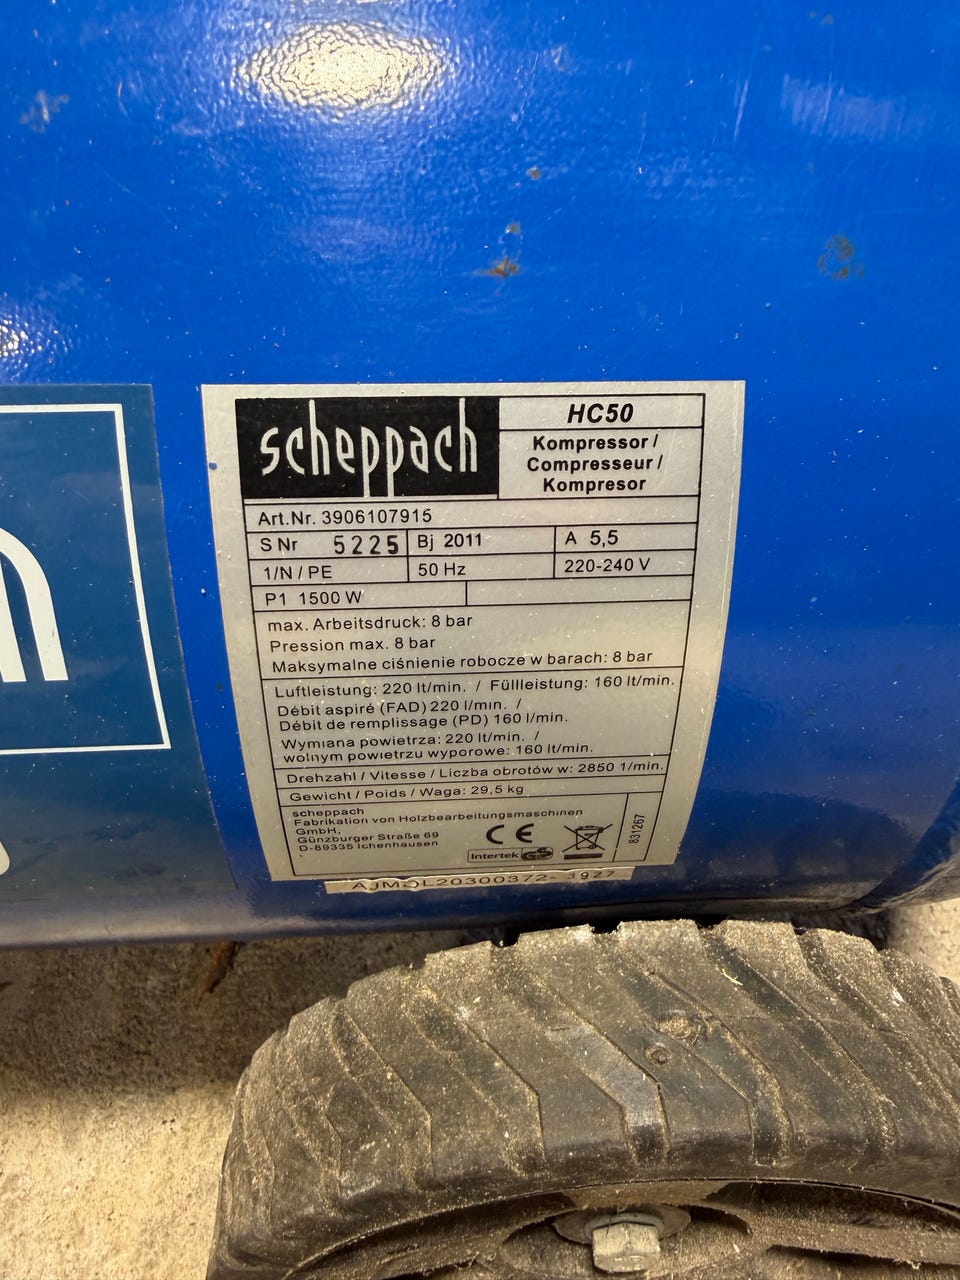 scheppach
HC50
Kompressor /
Compresseur /
Kompresor
Art.Nr. 3906107915
S Nr 5225 Bj 2011 A 5,5
1/N / PE 50 Hz 220-240 V
P1 1500 W
max. Arbeitsdruck: 8 bar
Pression max. 8 bar
Maksymalne ciśnienie robocze w barach: 8 bar
Luftleistung: 220 lt/min. / Füllleistung: 160 lt/min.
Débit aspiré (FAD) 220 l/min. /
Débit de remplissage (PD) 160 l/min.
Wymiana powietrza: 220 lt/min. /
wolnym powietrzu wyporowe: 160 lt/min.
Drehzahl / Vitesse / Liczba obrotów w: 2850 1/min.
Gewicht / Poids / Waga: 29,5 kg
scheppach
Fabrikation von Holzbearbeitungsmaschinen
GmbH,
Günzburger Straße 69
D-89335 Ichenhausen
CE
Intertek GS
831267